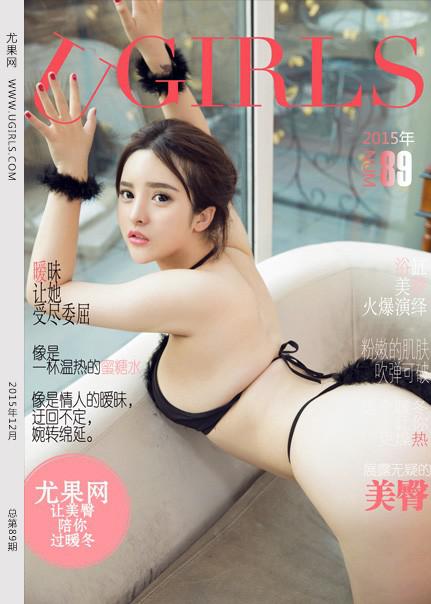 尤果网 WWW.UGIRLS.COM
2015年12月
总第89期
UGIRLS
2015年
NUM
89
暧昧
让她
受尽委屈
像是
一杯温热的蜜糖水
像是情人的暧昧，
迂回不定，
婉转绵延。
尤果网
让美臀
陪你
过暖冬
浴缸
火爆演绎
粉嫩的肌肤
吹弹可破
热
展露无疑的
美臀